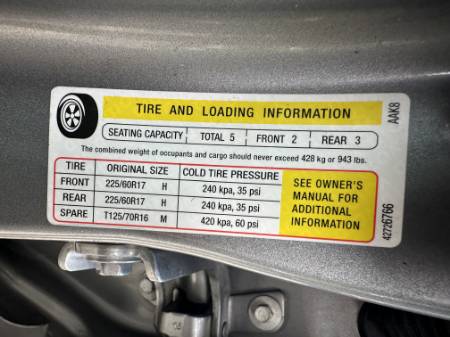 TIRE AND LOADING INFORMATION
SEATING CAPACITY TOTAL 5 FRONT 2 REAR 3
The combined weight of occupants and cargo should never exceed 428 kg or 943 lbs.
TIRE ORIGINAL SIZE COLD TIRE PRESSURE
FRONT 225/60R17 H 240 kpa, 35 psi
REAR 225/60R17 H 240 kpa, 35 psi
SPARE T125/70R16 M 420 kpa, 60 psi
SEE OWNER'S
MANUAL FOR
ADDITIONAL
INFORMATION
AAK8
42726766